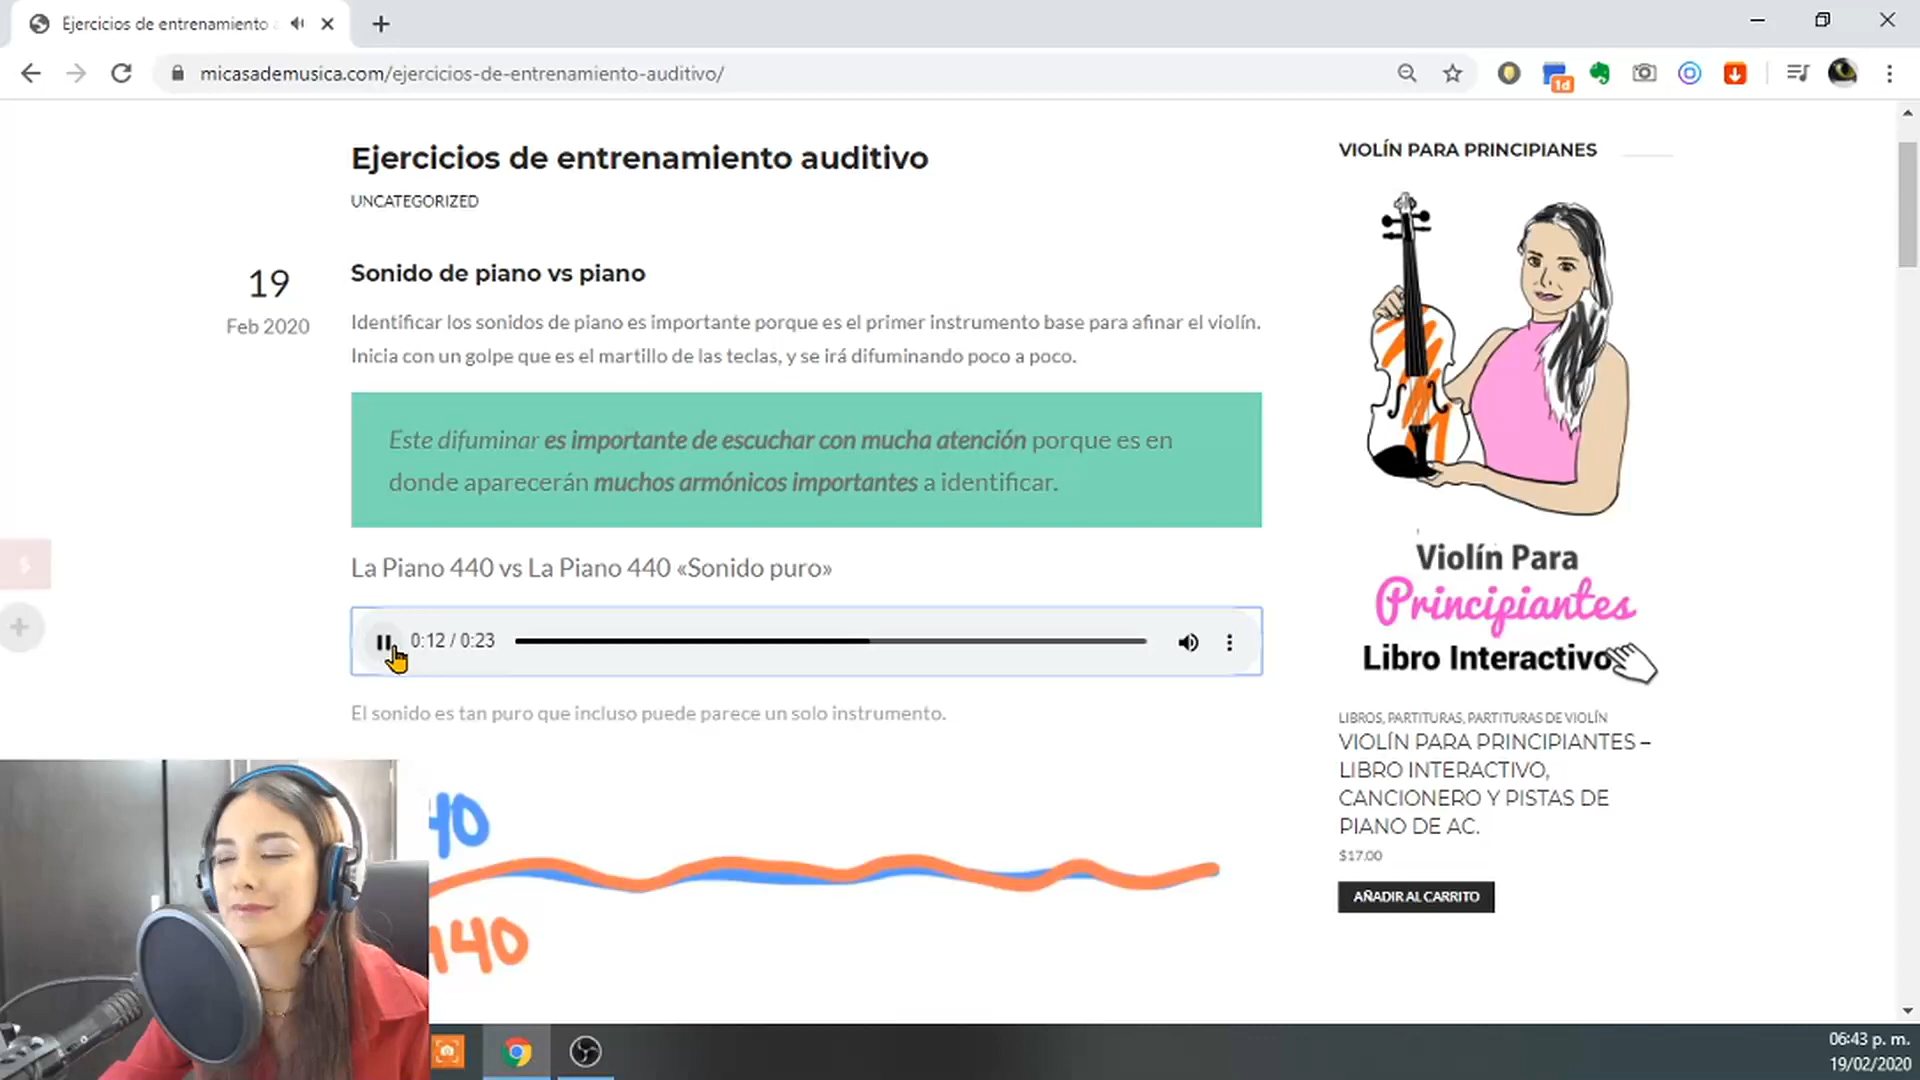 Ejercicios de entrenamiento a
micasademusica.com/ejercicios-de-entrenamiento-auditivo/
1d
Ejercicios de entrenamiento auditivo
UNCATEGORIZED
19
Feb 2020
Sonido de piano vs piano
Identificar los sonidos de piano es importante porque es el primer instrumento base para afinar el violín.
Inicia con un golpe que es el martillo de las teclas, y se irá difuminando poco a poco.
Este difuminar es importante de escuchar con mucha atención porque es en
donde aparecerán muchos armónicos importantes a identificar.
La Piano 440 vs La Piano 440 «Sonido puro»
0:12 / 0:23
El sonido es tan puro que incluso puede parece un solo instrumento.
40
440
VIOLÍN PARA PRINCIPIANES
Violín Para
Principiantes
Libro Interactivo
LIBROS, PARTITURAS, PARTITURAS DE VIOLÍN
VIOLÍN PARA PRINCIPIANTES –
LIBRO INTERACTIVO,
CANCIONERO Y PISTAS DE
PIANO DE AC.
$17.00
AÑADIR AL CARRITO
$
06:43 p. m.
19/02/2020